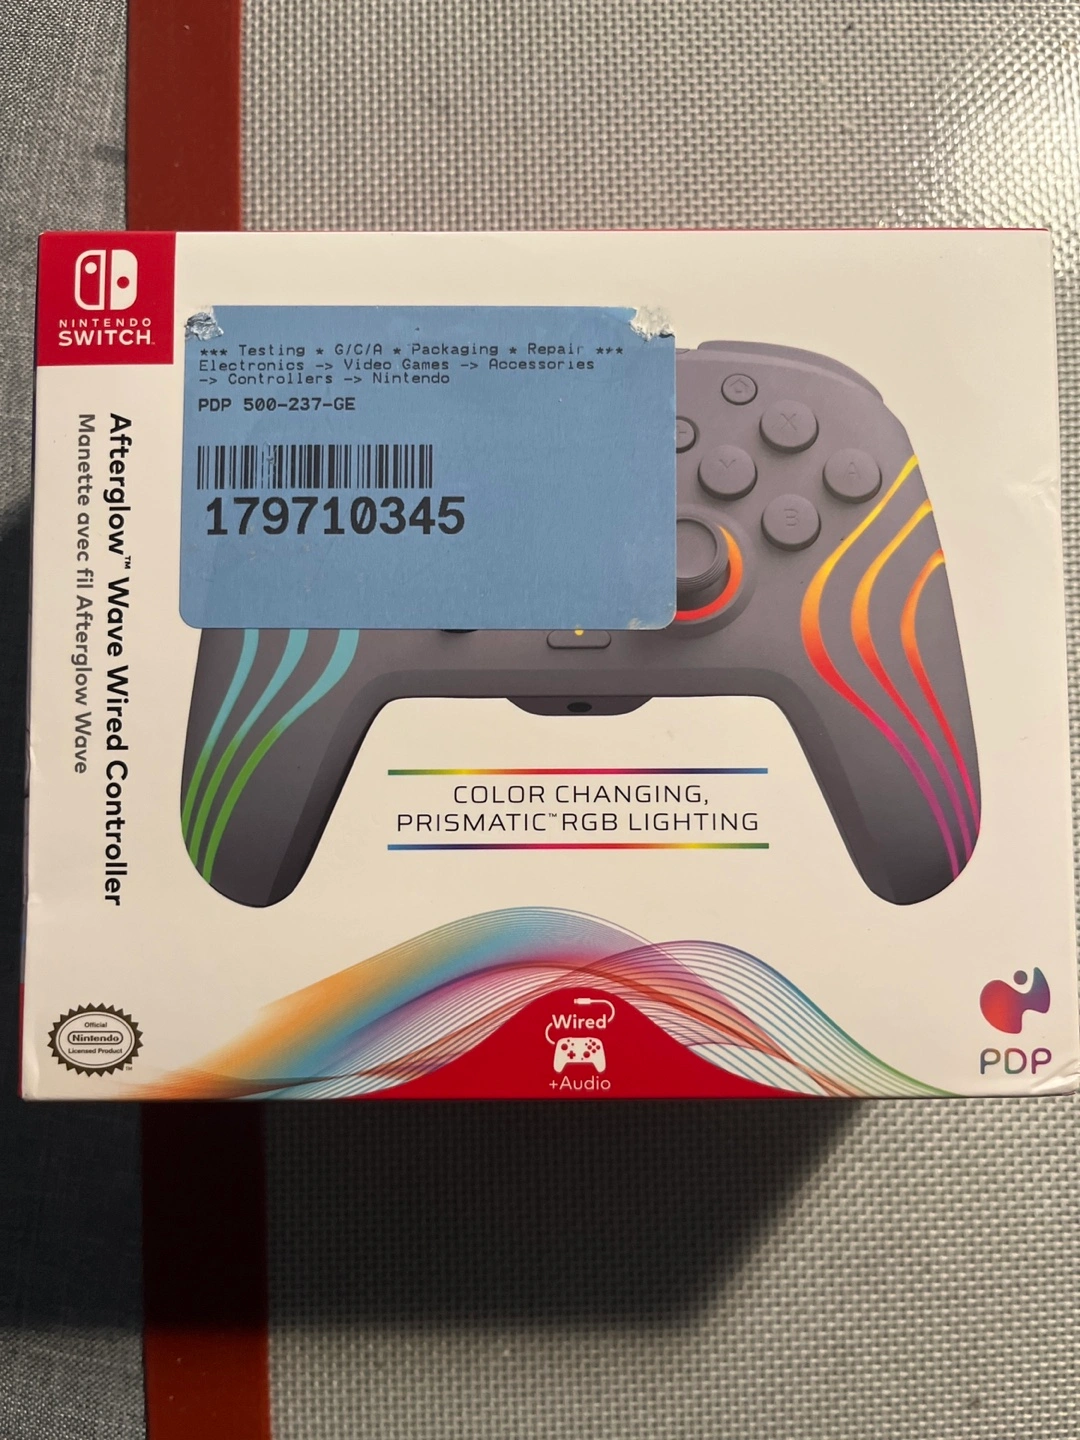 NINTENDO
SWITCH
*** Testing * G/C/A * Packaging * Repair ***
Electronics -> Video Games -> Accessories
-> Controllers -> Nintendo
PDP 500-237-GE
179710345
X
Y
A
B
Afterglow™ Wave Wired Controller
Manette avec fil Afterglow Wave
COLOR CHANGING,
PRISMATIC™ RGB LIGHTING
Official
Nintendo
Licensed Product
TM
Wired
+Audio
PDP